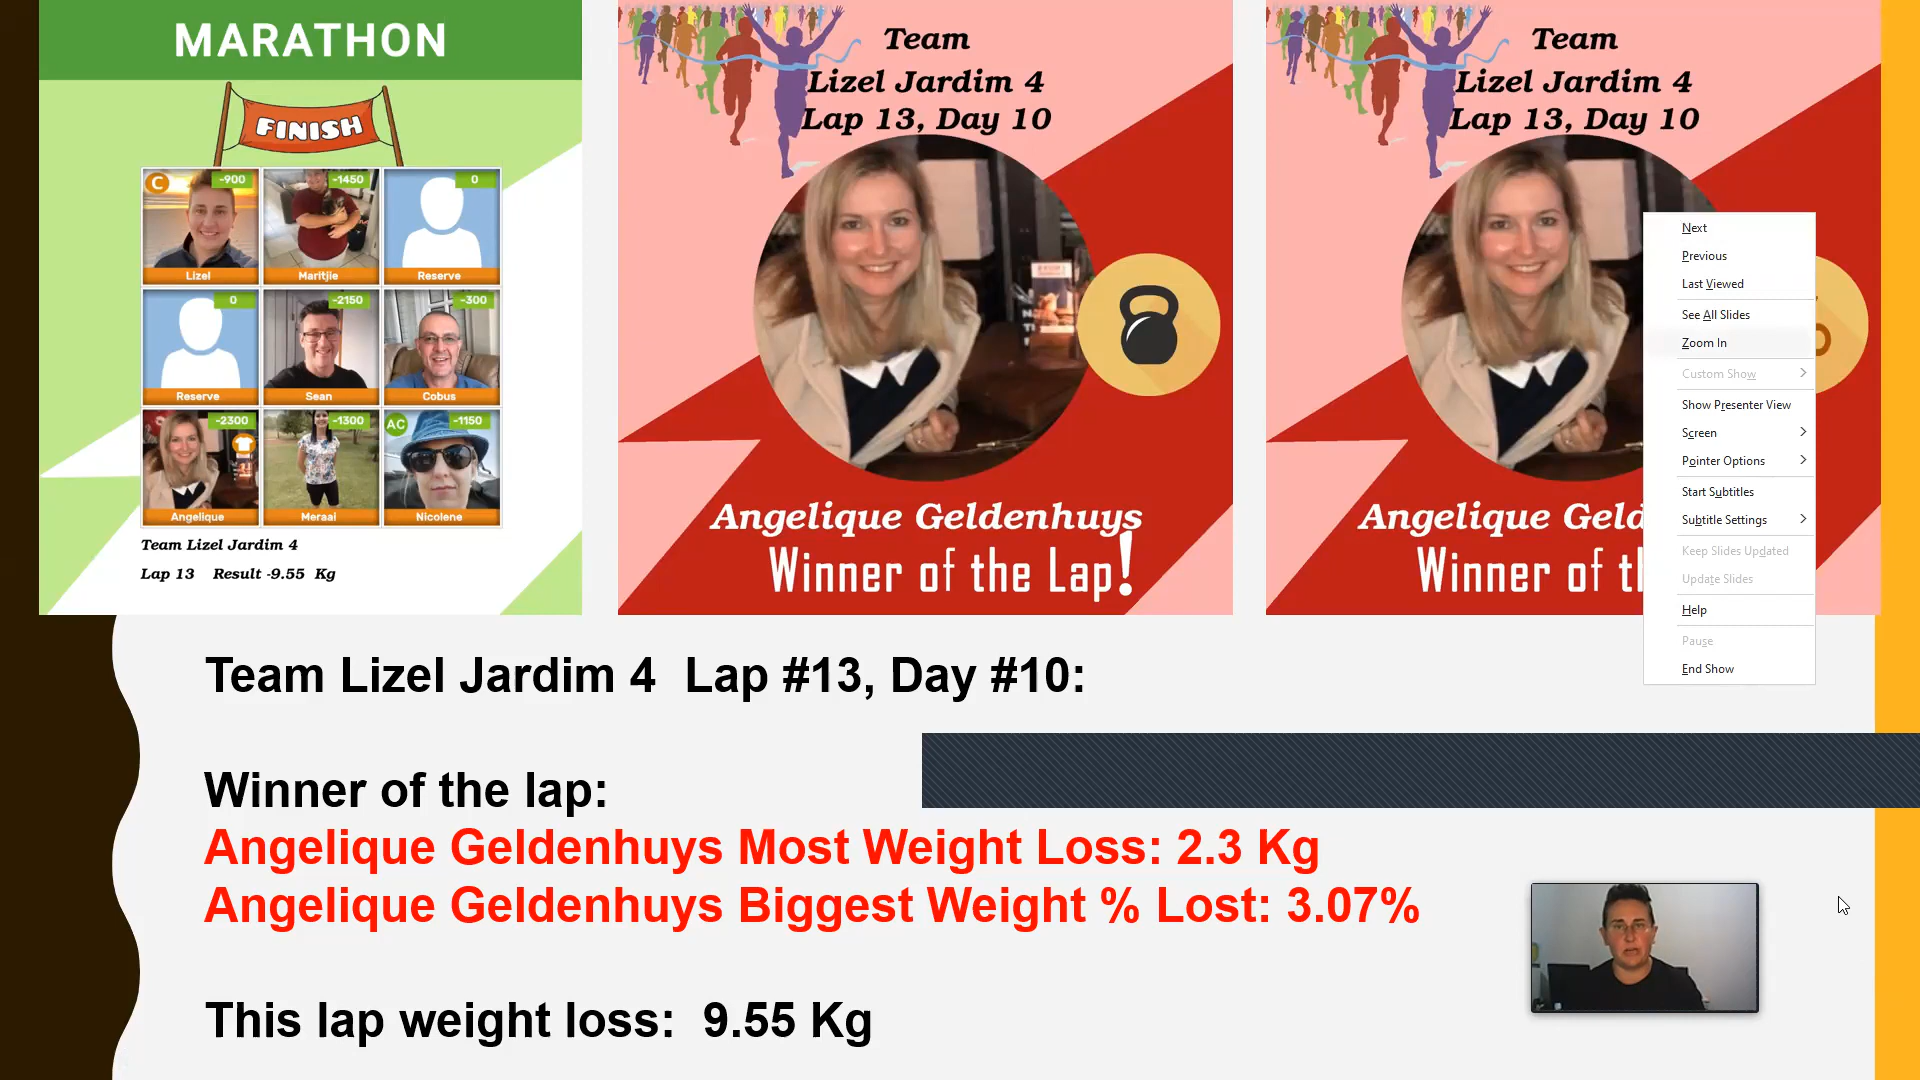 MARATHON
FINISH
C
-900
-1450
0
Lizel
Maritjie
Reserve
0
-2150
-300
Reserve
Sean
Cobus
-2300
-1300
AC
-1150
Angelique
Meraai
Nicolene
Team Lizel Jardim 4
Lap 13 Result -9.55 Kg
Team
Lizel Jardim 4
Lap 13, Day 10
Angelique Geldenhuys
Winner of the Lap!
Team
Lizel Jardim 4
Lap 13, Day 10
Angelique Geld
Winner of th
Next
Previous
Last Viewed
See All Slides
Zoom In
Custom Show
Show Presenter View
Screen
Pointer Options
Start Subtitles
Subtitle Settings
Keep Slides Updated
Update Slides
Help
Pause
End Show
Team Lizel Jardim 4 Lap #13, Day #10:
Winner of the lap:
Angelique Geldenhuys Most Weight Loss: 2.3 Kg
Angelique Geldenhuys Biggest Weight % Lost: 3.07%
This lap weight loss: 9.55 Kg